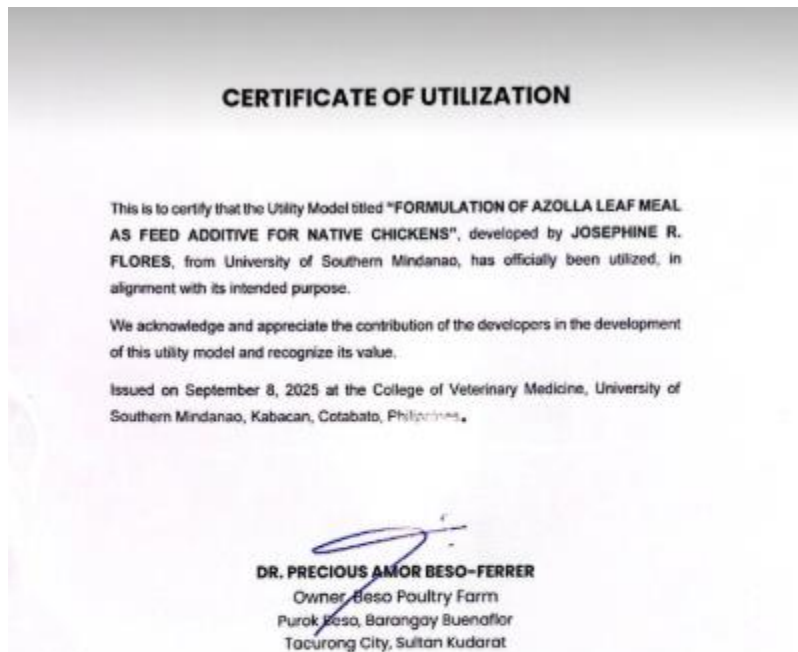 CERTIFICATE OF UTILIZATION
This is to certify that the Utility Model titled "FORMULATION OF AZOLLA LEAF MEAL
AS FEED ADDITIVE FOR NATIVE CHICKENS", developed by JOSEPHINE R.
FLORES, from University of Southern Mindanao, has officially been utilized, in
alignment with its intended purpose.
We acknowledge and appreciate the contribution of the developers in the development
of this utility model and recognize its value.
Issued on September 8, 2025 at the College of Veterinary Medicine, University of
Southern Mindanao, Kabacan, Cotabato, Philippines.
DR. PRECIOUS AMOR BESO-FERRER
Owner, Beso Poultry Farm
Purok Beso, Barangay Buenaflor
Tacurong City, Sultan Kudarat